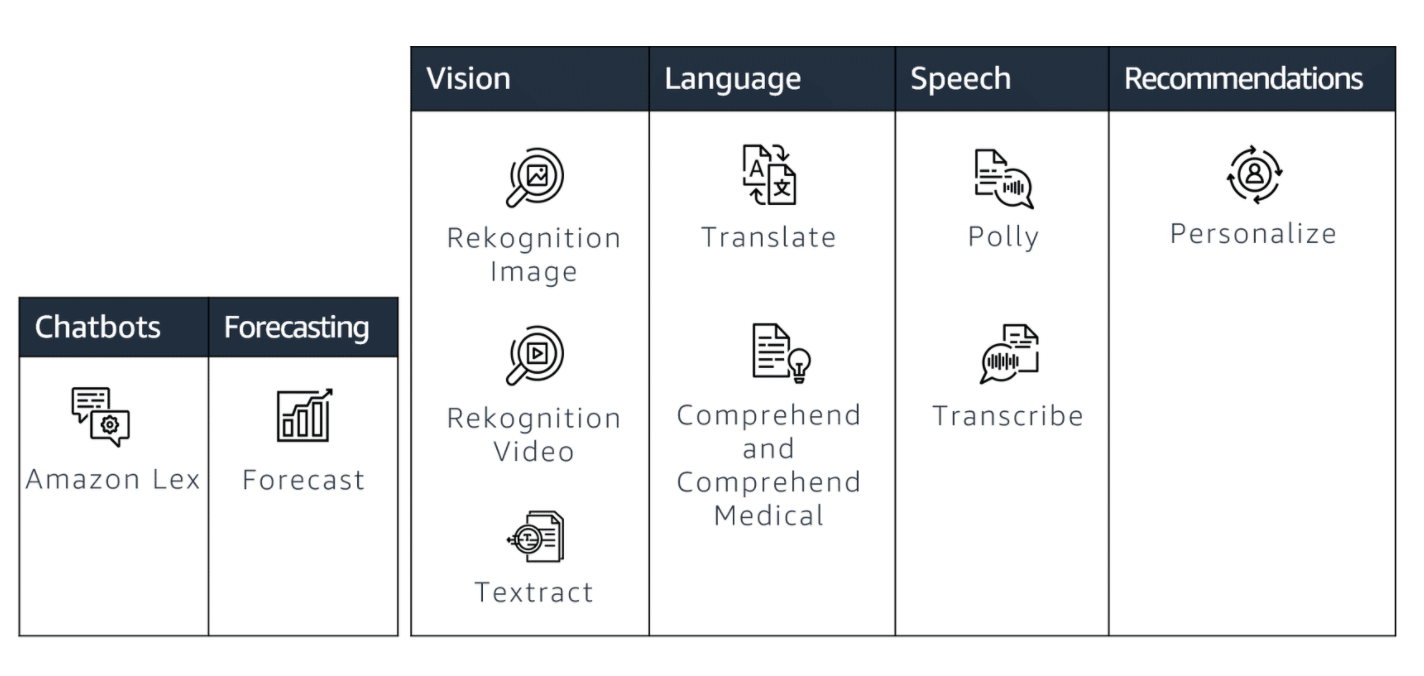 Vision
Language
Speech
Recommendations
Rekognition
Image
Translate
Polly
Personalize
Rekognition
Video
Comprehend
and
Comprehend
Medical
Transcribe
Textract
Chatbots
Forecasting
Amazon Lex
Forecast